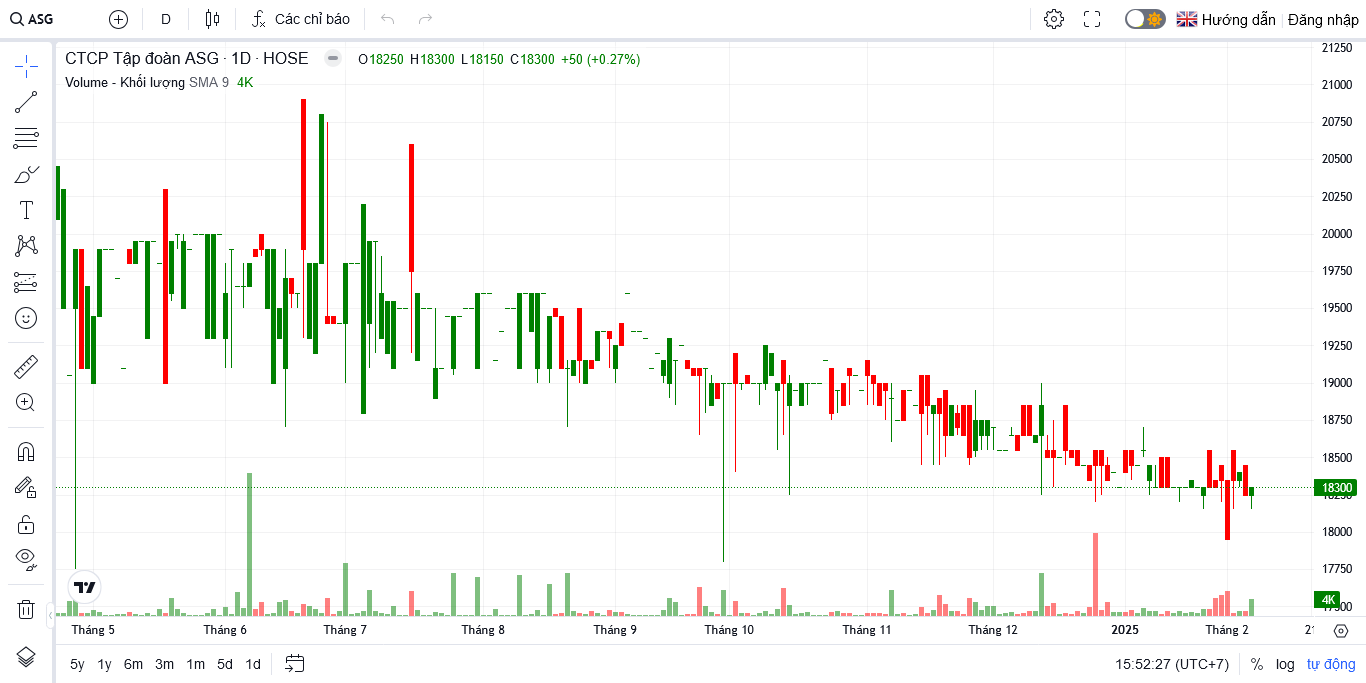 ASG D Các chỉ báo Hướng dẫn Đăng nhập
CTCP Tập đoàn ASG · 1D · HOSE O18250 H18300 L18150 C18300 +50 (+0.27%)
Volume - Khối lượng SMA 9 4K
21250
21000
20750
20500
20250
20000
19750
19500
19250
19000
18750
18500
18300
18250
18000
17750
4K
17500
Tháng 5 Tháng 6 Tháng 7 Tháng 8 Tháng 9 Tháng 10 Tháng 11 Tháng 12 2025 Tháng 2
5y 1y 6m 3m 1m 5d 1d 15:52:27 (UTC+7) % log tự động